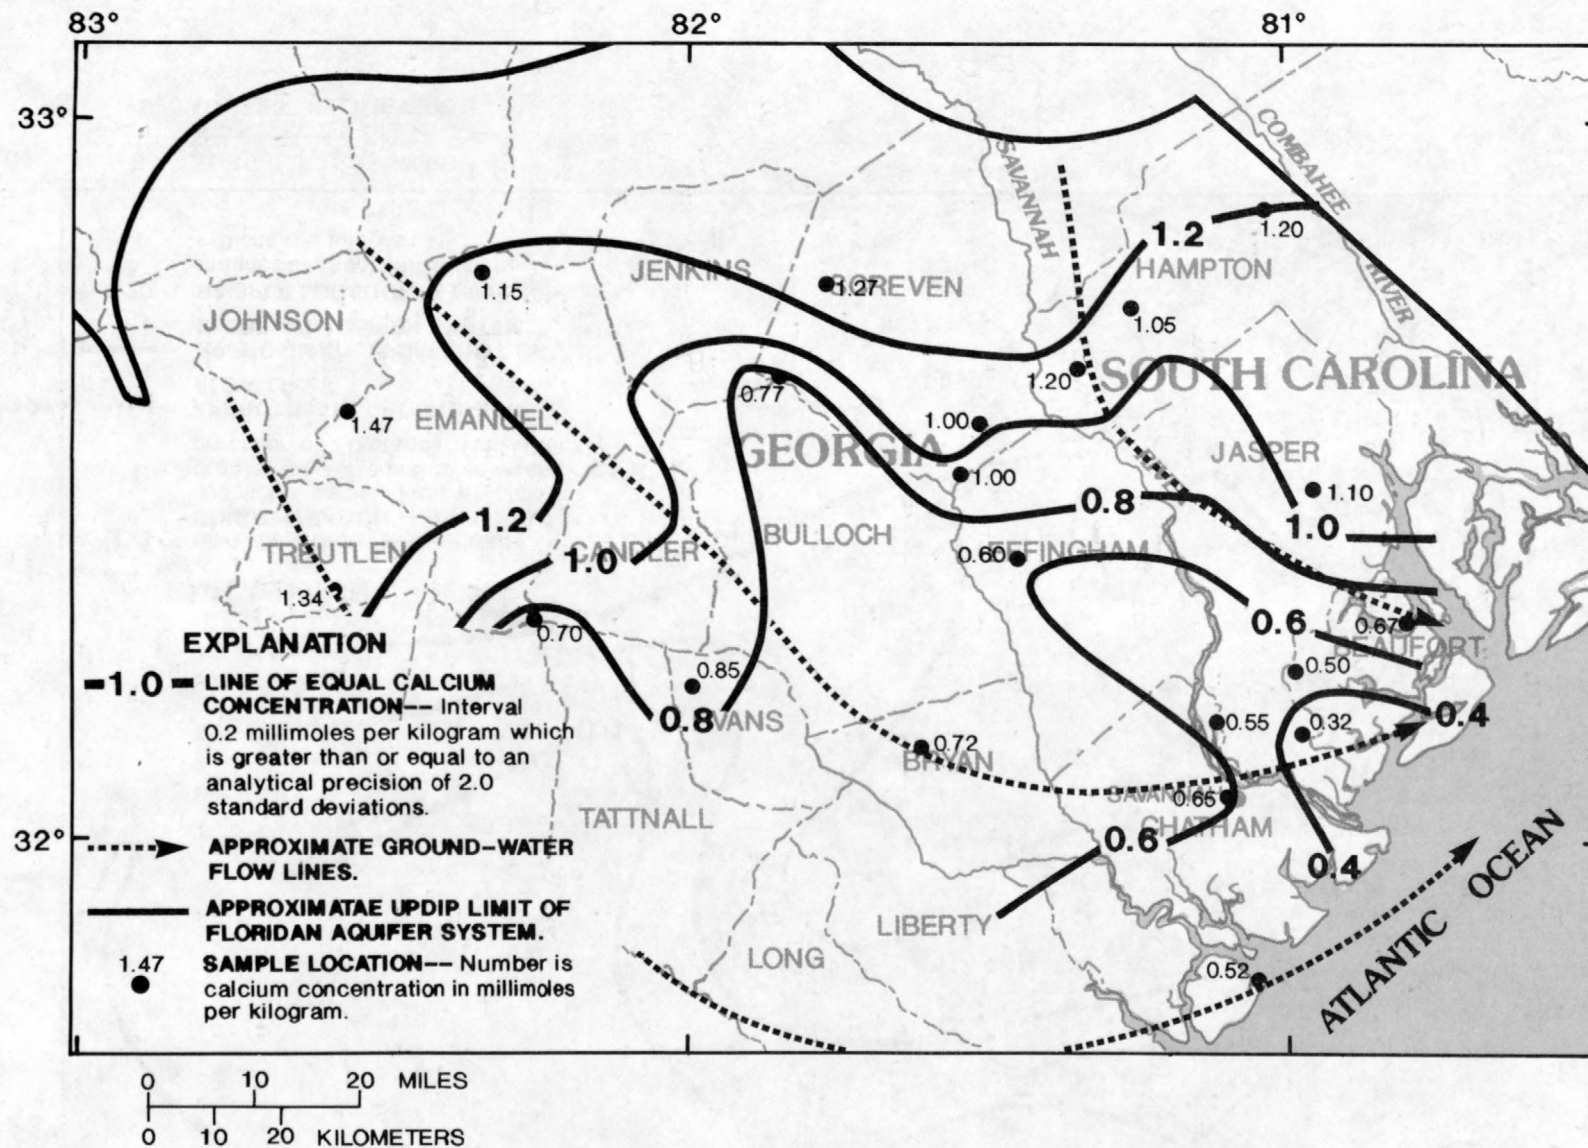 83°
82°
81°
33°
COMBAHEE
RIVER
SAVANNAH
1.2
1.20
HAMPTON
JENKINS
SCREVEN
1.15
1.27
1.05
JOHNSON
SOUTH CAROLINA
1.20
0.77
1.47
EMANUEL
1.00
GEORGIA
JASPER
1.00
1.10
0.8
1.2
1.0
BULLOCH
TREUTLEN
CANDLER
1.0
0.60
EFFINGHAM
1.34
0.6
0.67
0.70
BEAUFORT
0.50
0.85
0.8
EVANS
0.55
0.32
0.4
0.72
BRYAN
SAVANNAH
0.65
TATTNALL
CHATHAM
0.6
0.4
32°
LIBERTY
LONG
0.52
ATLANTIC OCEAN
EXPLANATION
1.0 LINE OF EQUAL CALCIUM
CONCENTRATION-- Interval
0.2 millimoles per kilogram which
is greater than or equal to an
analytical precision of 2.0
standard deviations.
APPROXIMATE GROUND-WATER
FLOW LINES.
APPROXIMATAE UPDIP LIMIT OF
FLORIDAN AQUIFER SYSTEM.
1.47 SAMPLE LOCATION-- Number is
calcium concentration in millimoles
per kilogram.
0 10 20 MILES
0 10 20 KILOMETERS